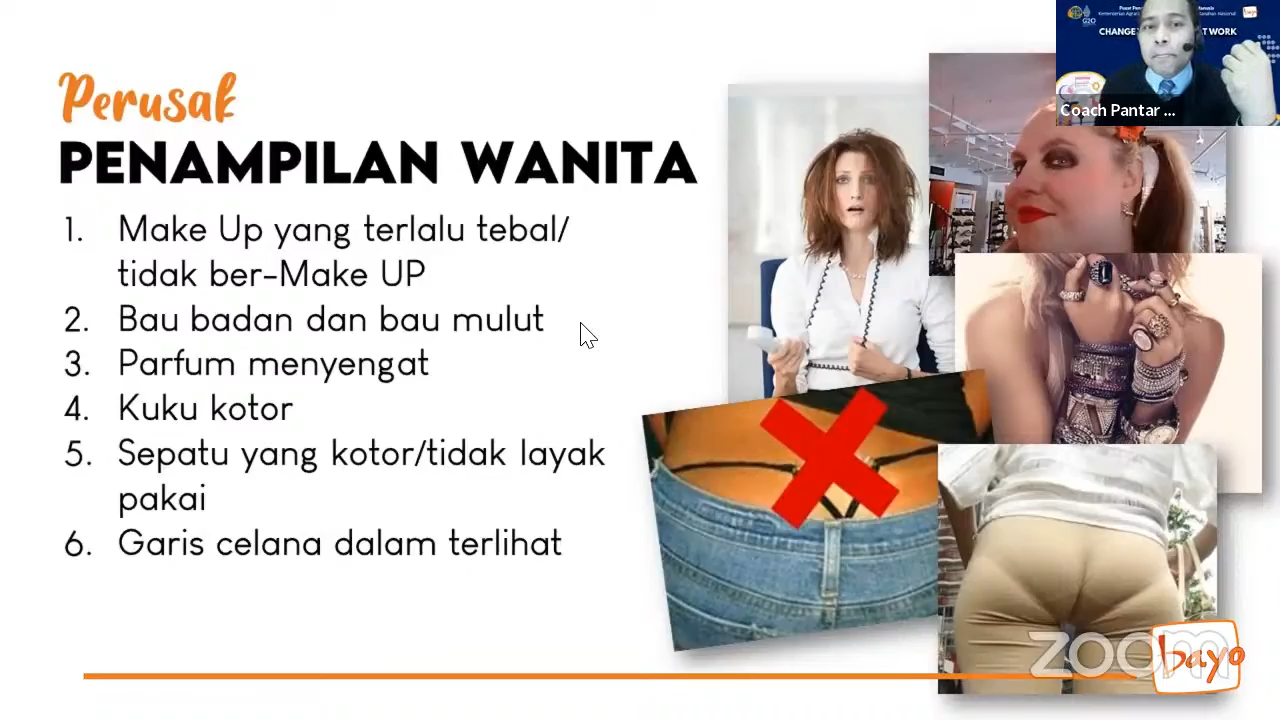 Perusak
PENAMPILAN WANITA
1. Make Up yang terlalu tebal/
tidak ber-Make UP
2. Bau badan dan bau mulut
3. Parfum menyengat
4. Kuku kotor
5. Sepatu yang kotor/tidak layak
pakai
6. Garis celana dalam terlihat
G20
bayo
CHANGE
T WORK
Coach Pantar ...
zoom
bayo